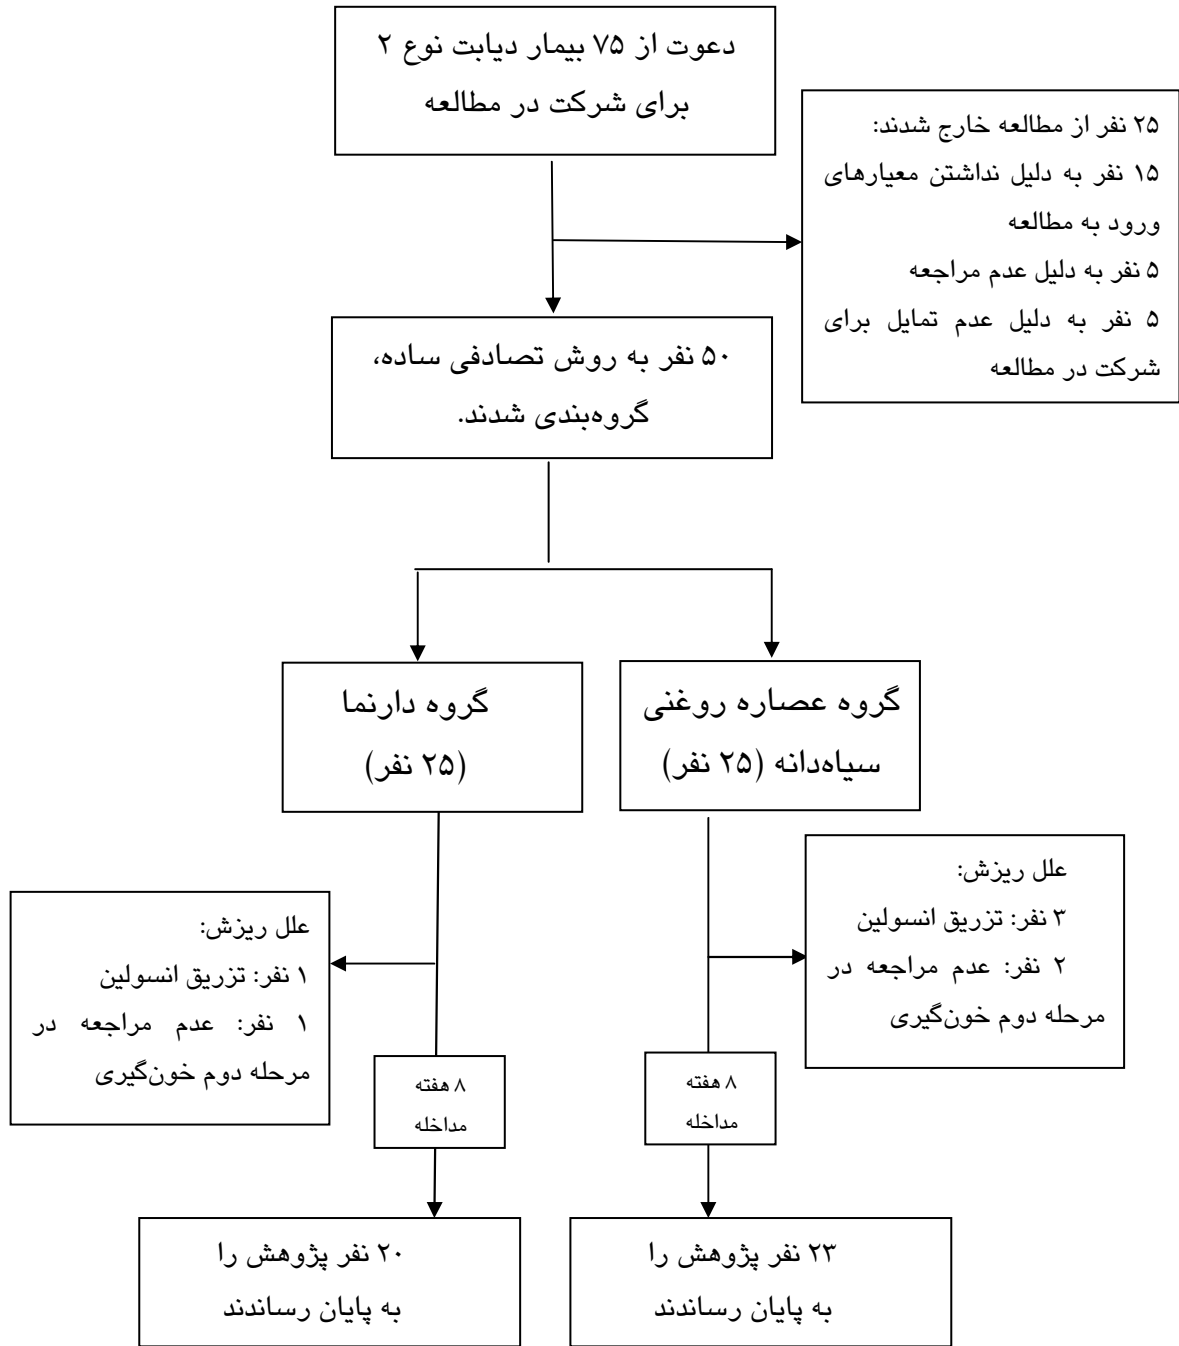 دعوت از ۷۵ بیمار دیابت نوع ۲
برای شرکت در مطالعه
۲۵ نفر از مطالعه خارج شدند:
۱۵ نفر به دلیل نداشتن معیارهای
ورود به مطالعه
۵ نفر به دلیل عدم مراجعه
۵ نفر به دلیل عدم تمایل برای
شرکت در مطالعه
۵۰ نفر به روش تصادفی ساده،
گروه‌بندی شدند.
گروه عصاره روغنی
سیاه‌دانه (۲۵ نفر)
گروه دارنما
(۲۵ نفر)
علل ریزش:
۳ نفر: تزریق انسولین
۲ نفر: عدم مراجعه در
مرحله دوم خون‌گیری
علل ریزش:
۱ نفر: تزریق انسولین
۱ نفر: عدم مراجعه در
مرحله دوم خون‌گیری
۸ هفته
مداخله
۸ هفته
مداخله
۲۳ نفر پژوهش را
به پایان رساندند
۲۰ نفر پژوهش را
به پایان رساندند